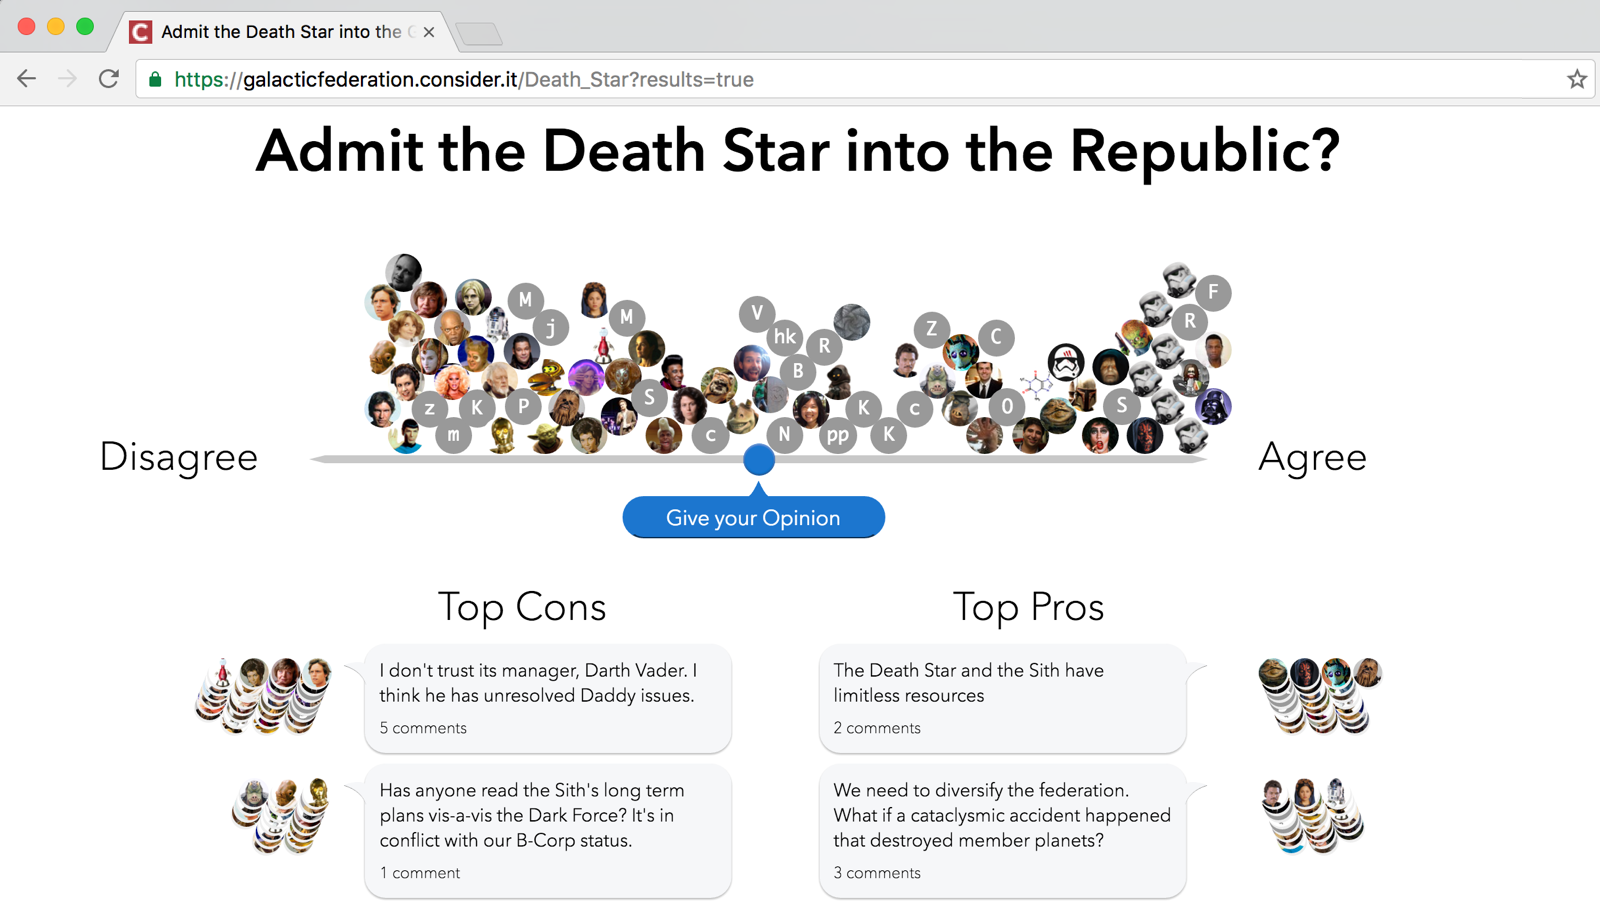 Admit the Death Star into the
https://galacticfederation.consider.it/Death_Star?results=true
Admit the Death Star into the Republic?
F
M
V
R
M
j
Z
hk
C
R
B
S
z
K
P
K
c
O
S
m
c
N
pp
K
Disagree
Agree
Give your Opinion
Top Cons
I don't trust its manager, Darth Vader. I
think he has unresolved Daddy issues.
5 comments
Has anyone read the Sith's long term
plans vis-a-vis the Dark Force? It's in
conflict with our B-Corp status.
1 comment
Top Pros
The Death Star and the Sith have
limitless resources
2 comments
We need to diversify the federation.
What if a cataclysmic accident happened
that destroyed member planets?
3 comments